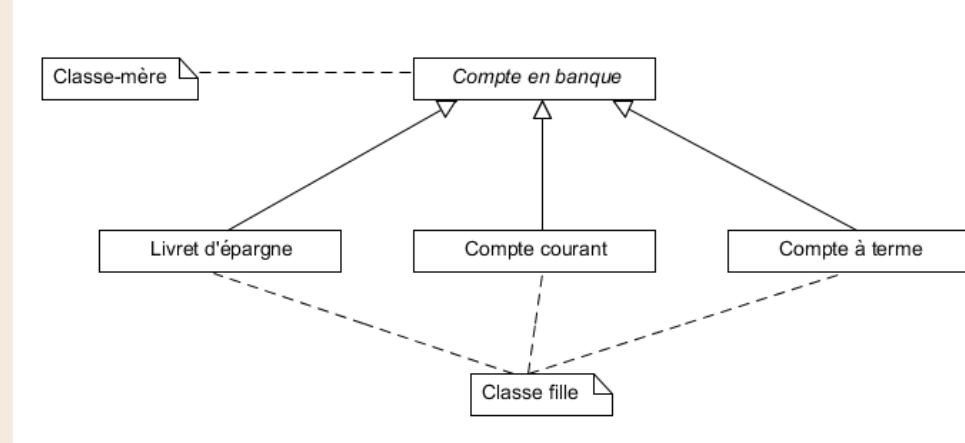 Classe-mère
Compte en banque
Livret d'épargne
Compte courant
Compte à terme
Classe fille